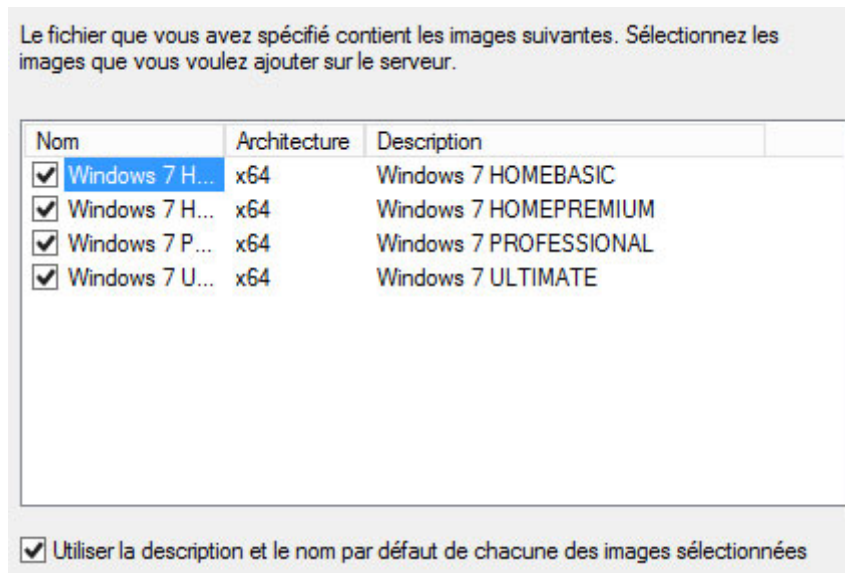 Le fichier que vous avez spécifié contient les images suivantes. Sélectionnez les
images que vous voulez ajouter sur le serveur.
Nom Architecture Description
Windows 7 H... x64 Windows 7 HOMEBASIC
Windows 7 H... x64 Windows 7 HOMEPREMIUM
Windows 7 P... x64 Windows 7 PROFESSIONAL
Windows 7 U... x64 Windows 7 ULTIMATE
Utiliser la description et le nom par défaut de chacune des images sélectionnées